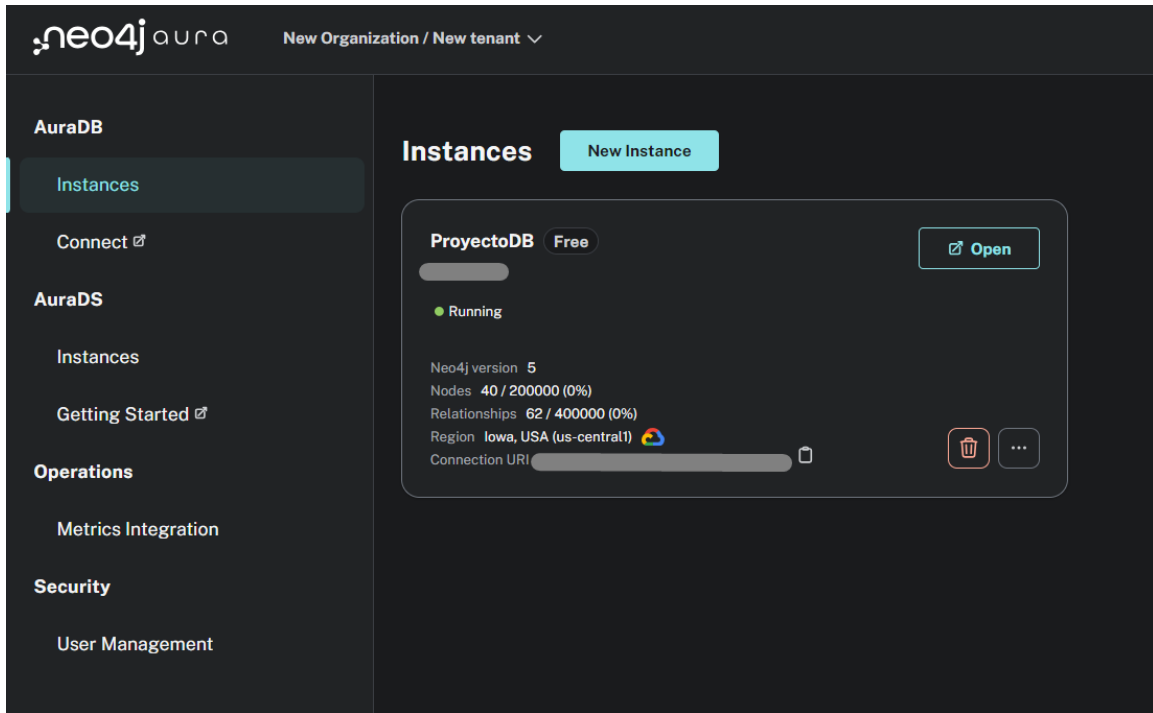 neo4j aura
New Organization / New tenant
AuraDB
Instances
Connect
AuraDS
Instances
Getting Started
Operations
Metrics Integration
Security
User Management
Instances
New Instance
ProyectoDB Free
Open
Running
Neo4j version 5
Nodes 40 / 200000 (0%)
Relationships 62 / 400000 (0%)
Region Iowa, USA (us-central1)
Connection URI